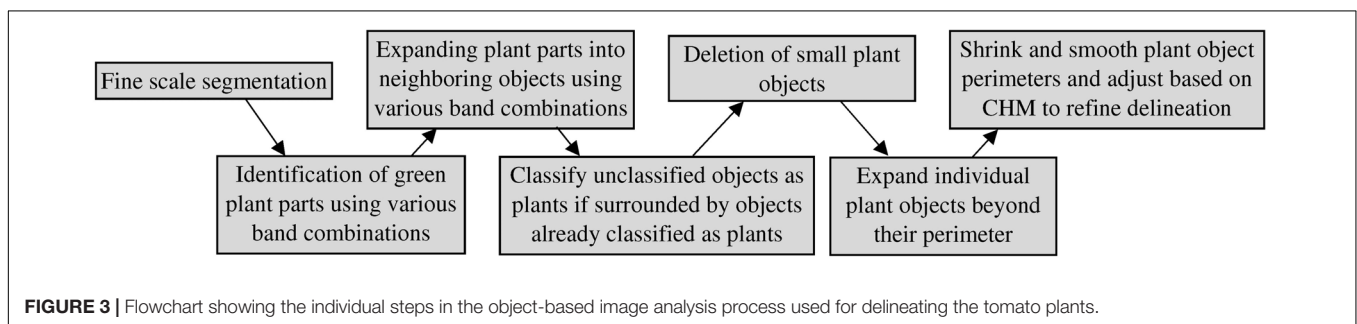 Fine scale segmentation
Identification of green
plant parts using various
band combinations
Expanding plant parts into
neighboring objects using
various band combinations
Classify unclassified objects as
plants if surrounded by objects
already classified as plants
Deletion of small plant
objects
Expand individual
plant objects beyond
their perimeter
Shrink and smooth plant object
perimeters and adjust based on
CHM to refine delineation
FIGURE 3 | Flowchart showing the individual steps in the object-based image analysis process used for delineating the tomato plants.